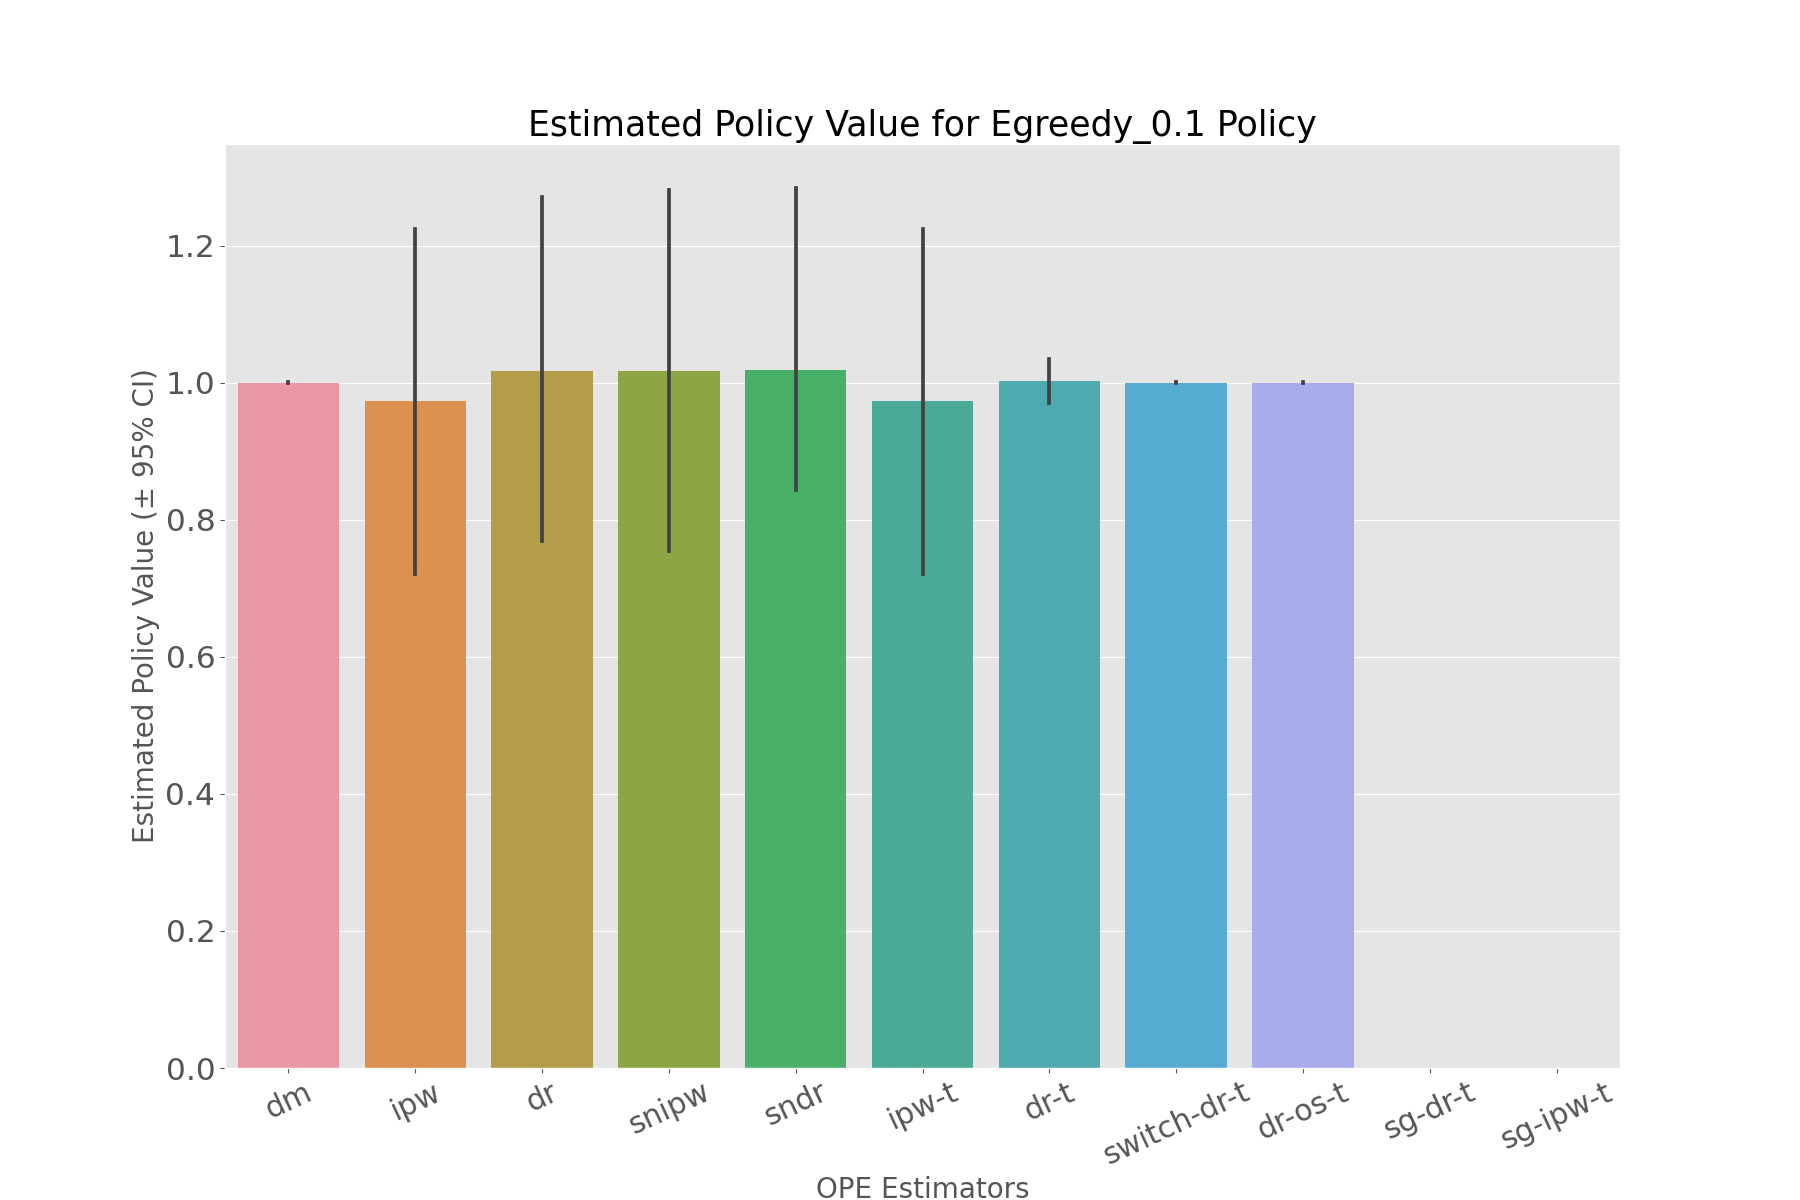 Estimated Policy Value for Egreedy_0.1 Policy
Estimated Policy Value (± 95% CI)
1.2
1.0
0.8
0.6
0.4
0.2
0.0
dm
ipw
dr
snipw
sndr
ipw-t
dr-t
switch-dr-t
dr-os-t
sg-dr-t
sg-ipw-t
OPE Estimators